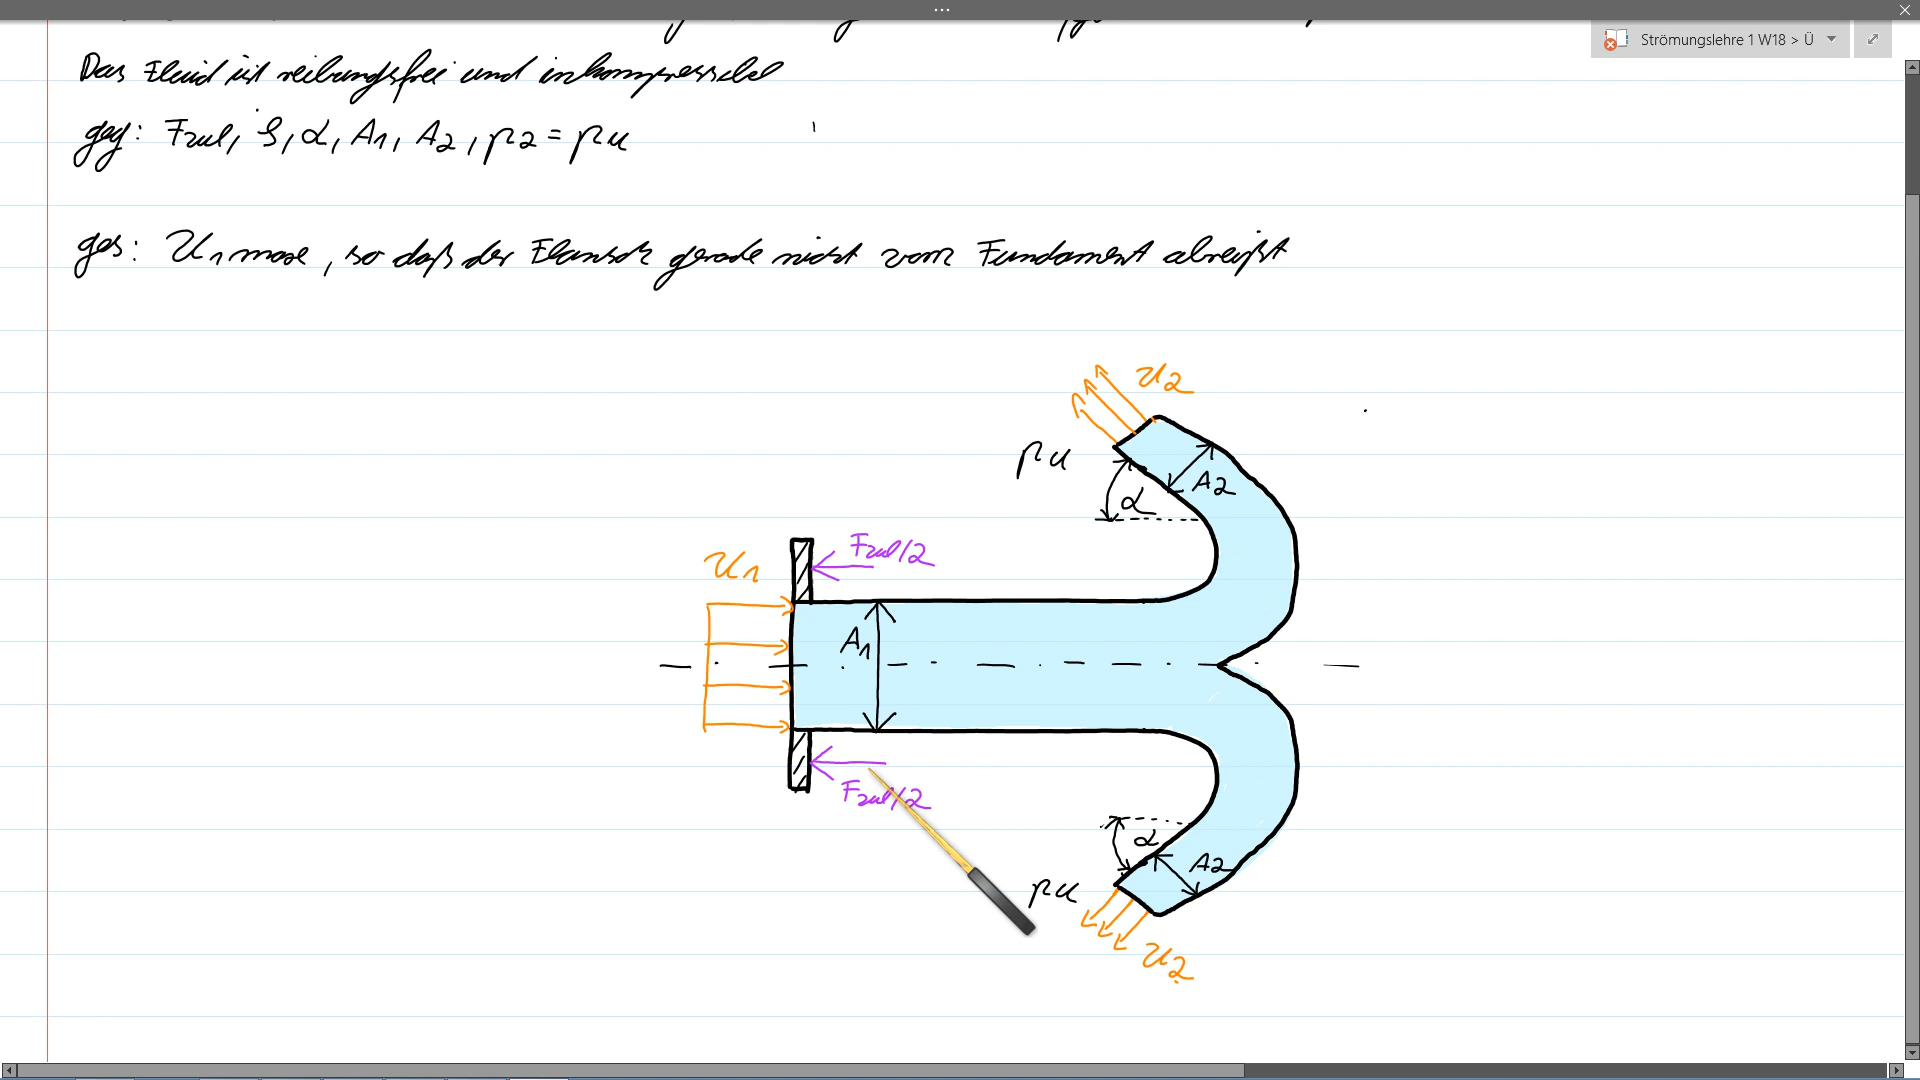 Strömungslehre 1 W18 > Ü
Das Fluid ist reibungsfrei und inkompressibel
geg: Fzul, ρ, α, A1, A2, p2 = pu
ges: u1max, so daß der Flansch gerade nicht vom Fundament abreißt
u2
pu
A2
α
Fzul/2
u1
A1
Fzul/2
α
A2
pu
u2